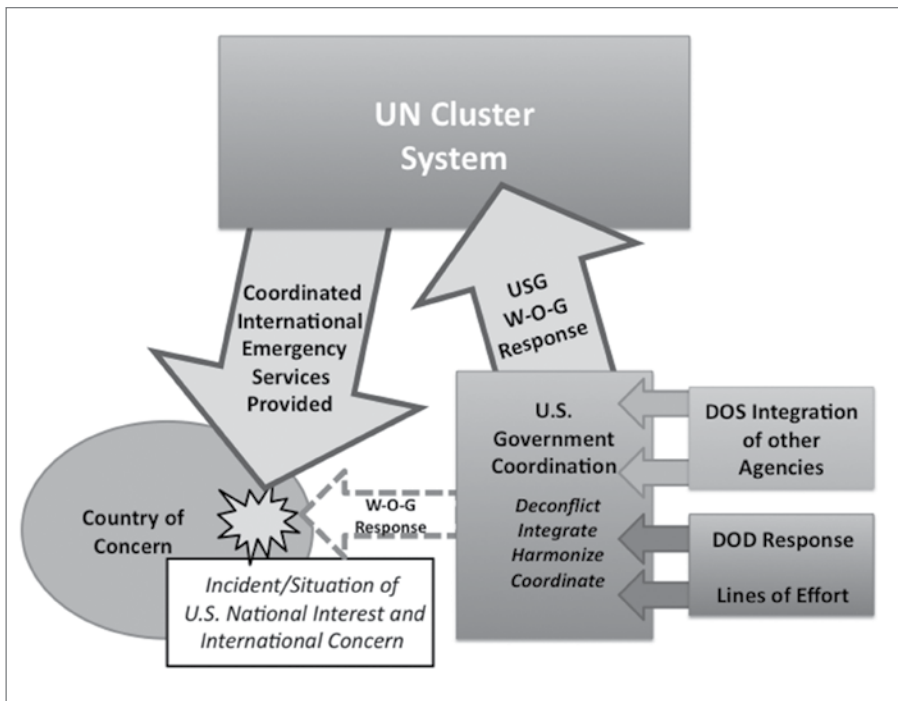 UN Cluster
System
Coordinated
International
Emergency
Services
Provided
USG
W-O-G
Response
U.S.
Government
Coordination
Deconflict
Integrate
Harmonize
Coordinate
DOS Integration
of other
Agencies
DOD Response
Lines of Effort
W-O-G
Response
Country of
Concern
Incident/Situation of
U.S. National Interest and
International Concern